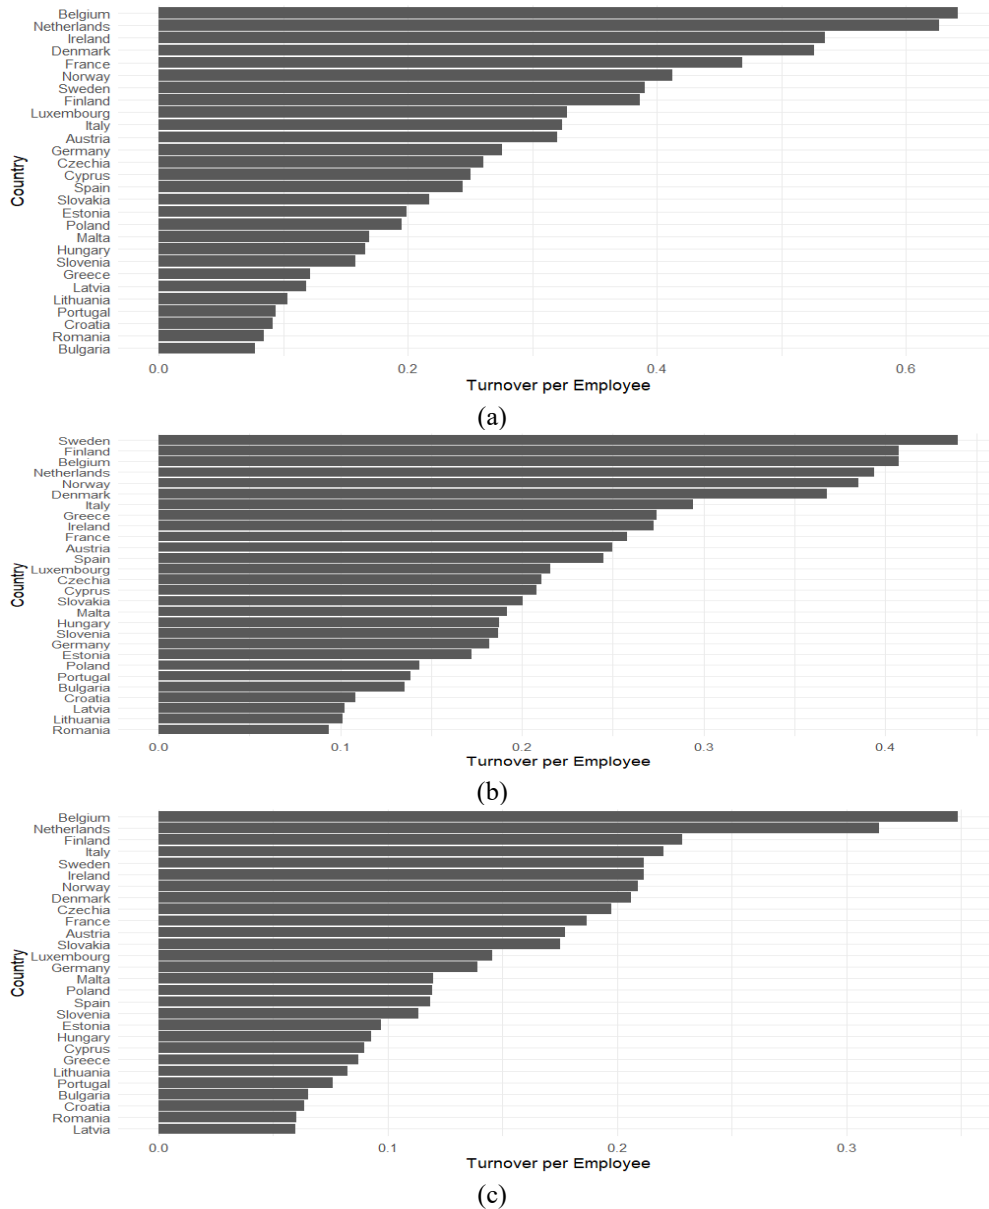 Belgium
Netherlands
Ireland
Denmark
France
Norway
Sweden
Finland
Luxembourg
Italy
Austria
Germany
Czechia
Cyprus
Spain
Slovakia
Estonia
Poland
Malta
Hungary
Slovenia
Greece
Latvia
Lithuania
Portugal
Croatia
Romania
Bulgaria
Country
0.0 0.2 0.4 0.6
Turnover per Employee
(a)
Sweden
Finland
Belgium
Netherlands
Norway
Denmark
Italy
Greece
Ireland
France
Austria
Spain
Luxembourg
Czechia
Cyprus
Slovakia
Malta
Hungary
Slovenia
Germany
Estonia
Poland
Portugal
Bulgaria
Croatia
Latvia
Lithuania
Romania
Country
0.0 0.1 0.2 0.3 0.4
Turnover per Employee
(b)
Belgium
Netherlands
Finland
Italy
Sweden
Ireland
Norway
Denmark
Czechia
France
Austria
Slovakia
Luxembourg
Germany
Malta
Poland
Spain
Slovenia
Estonia
Hungary
Cyprus
Greece
Lithuania
Portugal
Bulgaria
Croatia
Romania
Latvia
Country
0.0 0.1 0.2 0.3
Turnover per Employee
(c)